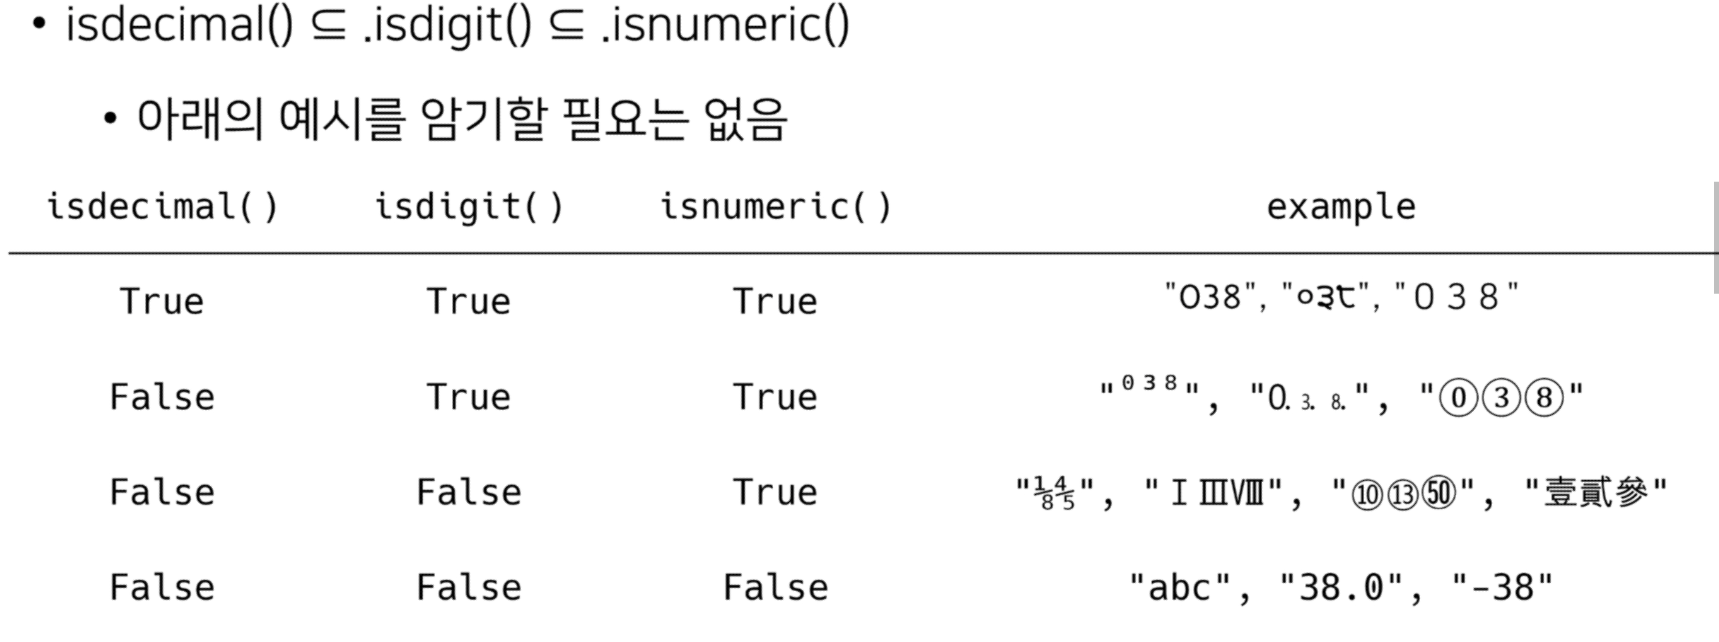 • isdecimal() ⊆ .isdigit() ⊆ .isnumeric()
• 아래의 예시를 암기할 필요는 없음
isdecimal() isdigit() isnumeric() example
True True True "038", "०३८", "０３８"
False True True "⁰³⁸", "🄀⒊⒏", "⓪③⑧"
False False True "⅛⅘", "ⅠⅢⅧ", "⑩⑬㊿", "壹貳參"
False False False "abc", "38.0", "-38"